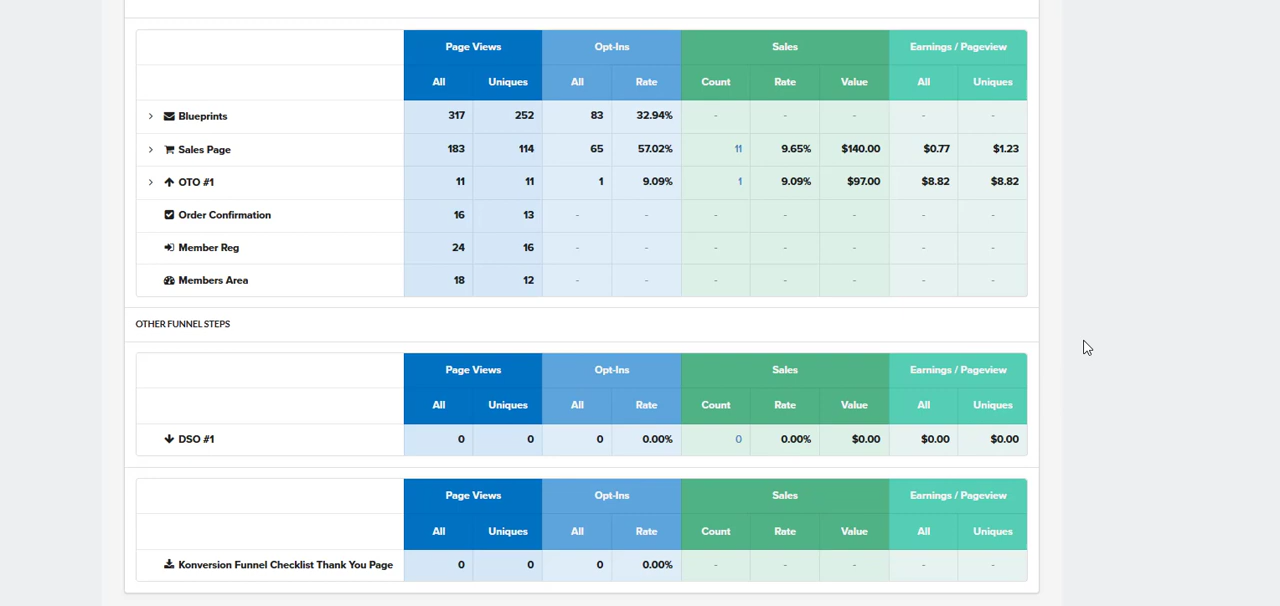 Page Views Opt-Ins Sales Earnings / Pageview
All Uniques All Rate Count Rate Value All Uniques
Blueprints 317 252 83 32.94% - - - - -
Sales Page 183 114 65 57.02% 11 9.65% $140.00 $0.77 $1.23
OTO #1 11 11 1 9.09% 1 9.09% $97.00 $8.82 $8.82
Order Confirmation 16 13 - - - - - - -
Member Reg 24 16 - - - - - - -
Members Area 18 12 - - - - - - -
OTHER FUNNEL STEPS
Page Views Opt-Ins Sales Earnings / Pageview
All Uniques All Rate Count Rate Value All Uniques
DSO #1 0 0 0 0.00% 0 0.00% $0.00 $0.00 $0.00
Page Views Opt-Ins Sales Earnings / Pageview
All Uniques All Rate Count Rate Value All Uniques
Konversion Funnel Checklist Thank You Page 0 0 0 0.00% - - - - -